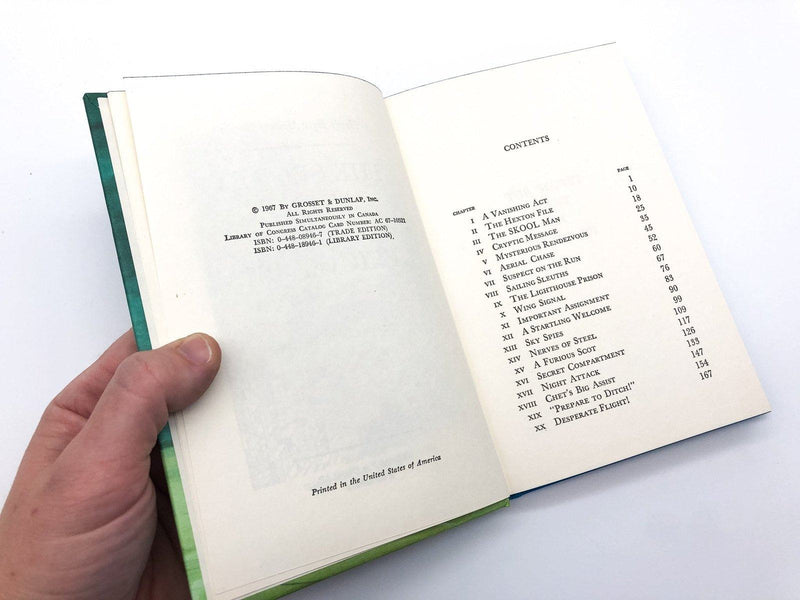 © 1967 BY GROSSET & DUNLAP, INC.
ALL RIGHTS RESERVED
PUBLISHED SIMULTANEOUSLY IN CANADA
LIBRARY OF CONGRESS CATALOG CARD NUMBER: AC 67-10521
ISBN: 0-448-08946-7 (TRADE EDITION)
ISBN: 0-448-18946-1 (LIBRARY EDITION)
Printed in the United States of America
CONTENTS
CHAPTER PAGE
I A VANISHING ACT 1
II THE HEXTON FILE 10
III THE SKOOL MAN 18
IV CRYPTIC MESSAGE 25
V MYSTERIOUS RENDEZVOUS 35
VI AERIAL CHASE 45
VII SUSPECT ON THE RUN 52
VIII SAILING SLEUTHS 60
IX THE LIGHTHOUSE PRISON 67
X WING SIGNAL 76
XI IMPORTANT ASSIGNMENT 83
XII A STARTLING WELCOME 90
XIII SKY SPIES 99
XIV NERVES OF STEEL 109
XV A FURIOUS SCOT 117
XVI SECRET COMPARTMENT 126
XVII NIGHT ATTACK 133
XVIII CHET'S BIG ASSIST 147
XIX "PREPARE TO DITCH!" 154
XX DESPERATE FLIGHT! 167